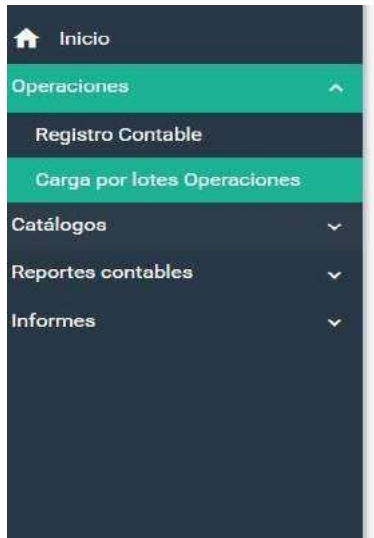 Inicio
Operaciones
Registro Contable
Carga por lotes Operaciones
Catálogos
Reportes contables
Informes